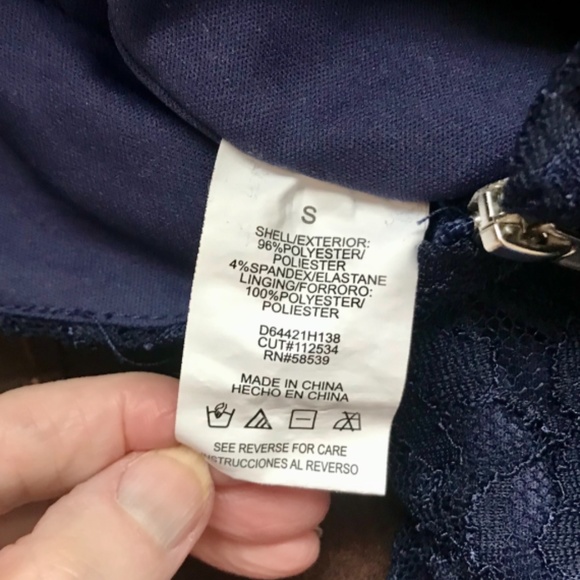 S
SHELL/EXTERIOR:
96%POLYESTER/
POLIESTER
4%SPANDEX/ELASTANE
LINGING/FORRORO:
100%POLYESTER/
POLIESTER
D64421H138
CUT#112534
RN#58539
MADE IN CHINA
HECHO EN CHINA
SEE REVERSE FOR CARE
INSTRUCCIONES AL REVERSO